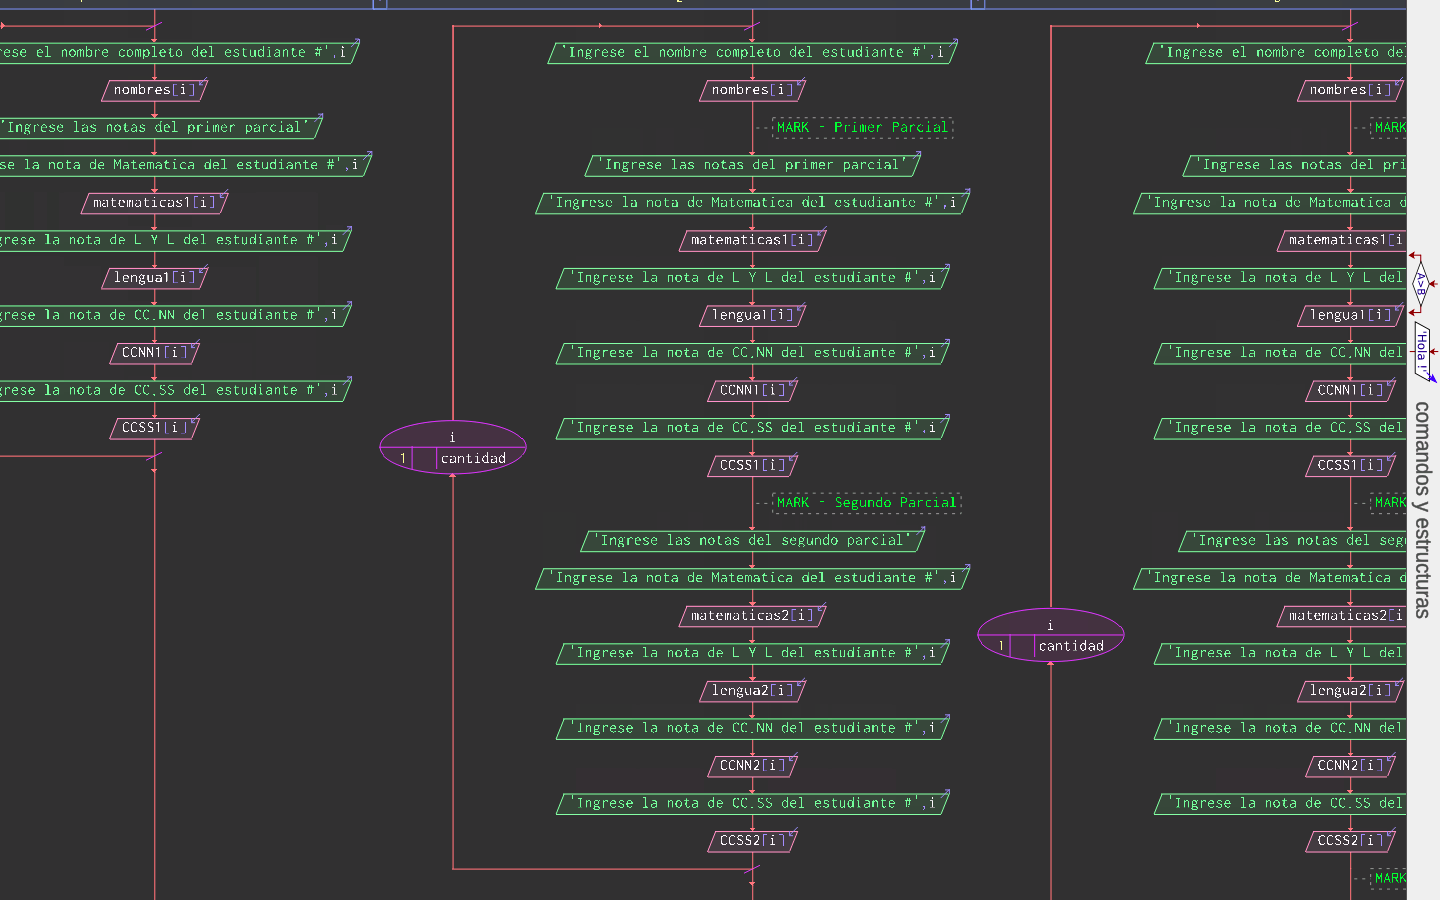 rese el nombre completo del estudiante #',i
nombres[i]
'Ingrese las notas del primer parcial'
se la nota de Matematica del estudiante #',i
matematicas1[i]
grese la nota de L Y L del estudiante #',i
lengua1[i]
grese la nota de CC.NN del estudiante #',i
CCNN1[i]
grese la nota de CC.SS del estudiante #',i
CCSS1[i]
i
1 cantidad
'Ingrese el nombre completo del estudiante #',i
nombres[i]
MARK - Primer Parcial
'Ingrese las notas del primer parcial'
'Ingrese la nota de Matematica del estudiante #',i
matematicas1[i]
'Ingrese la nota de L Y L del estudiante #',i
lengua1[i]
'Ingrese la nota de CC.NN del estudiante #',i
CCNN1[i]
'Ingrese la nota de CC.SS del estudiante #',i
CCSS1[i]
MARK - Segundo Parcial
'Ingrese las notas del segundo parcial'
'Ingrese la nota de Matematica del estudiante #',i
matematicas2[i]
'Ingrese la nota de L Y L del estudiante #',i
lengua2[i]
'Ingrese la nota de CC.NN del estudiante #',i
CCNN2[i]
'Ingrese la nota de CC.SS del estudiante #',i
CCSS2[i]
i
1 cantidad
'Ingrese el nombre completo de
nombres[i]
MARK
'Ingrese las notas del pri
'Ingrese la nota de Matematica d
matematicas1[i
'Ingrese la nota de L Y L del
lengua1[i]
'Ingrese la nota de CC.NN del
CCNN1[i]
'Ingrese la nota de CC.SS del
CCSS1[i]
MARK
'Ingrese las notas del seg
'Ingrese la nota de Matematica d
matematicas2[i
'Ingrese la nota de L Y L del
lengua2[i]
'Ingrese la nota de CC.NN del
CCNN2[i]
'Ingrese la nota de CC.SS del
CCSS2[i]
MARK
A>B
'Hola !'
comandos y estructuras